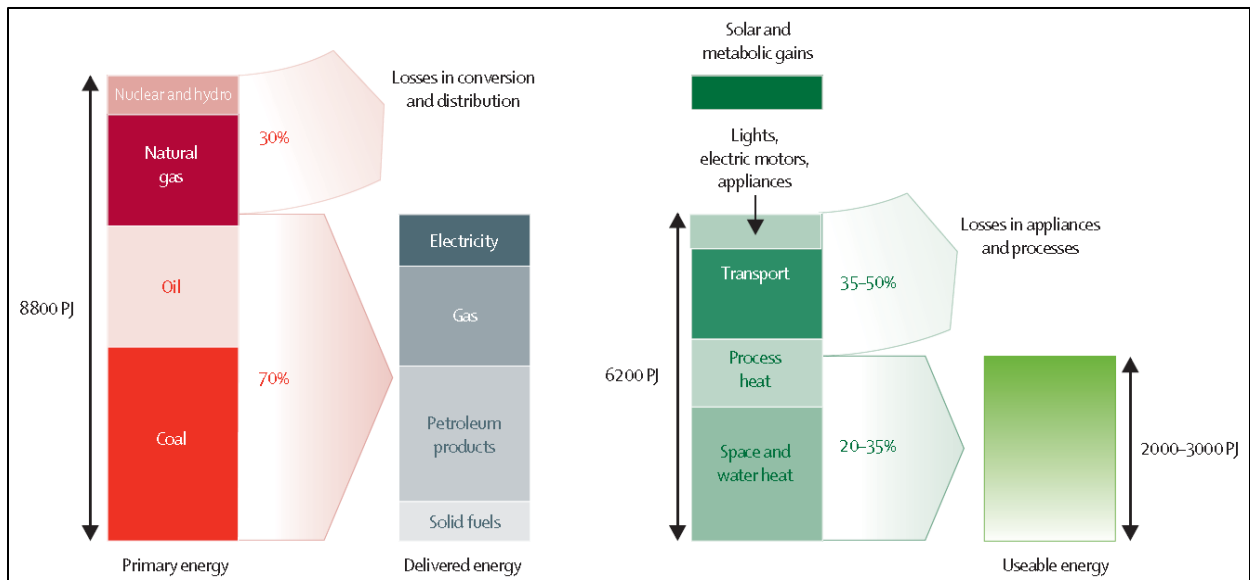 Solar and
metabolic gains
Nuclear and hydro
Losses in conversion
and distribution
30%
Natural
gas
Lights,
electric motors,
appliances
Losses in appliances
and processes
Electricity
Transport
35–50%
8800 PJ
Oil
Gas
6200 PJ
Process
heat
70%
Coal
Petroleum
products
Space and
water heat
20–35%
2000–3000 PJ
Solid fuels
Primary energy
Delivered energy
Useable energy